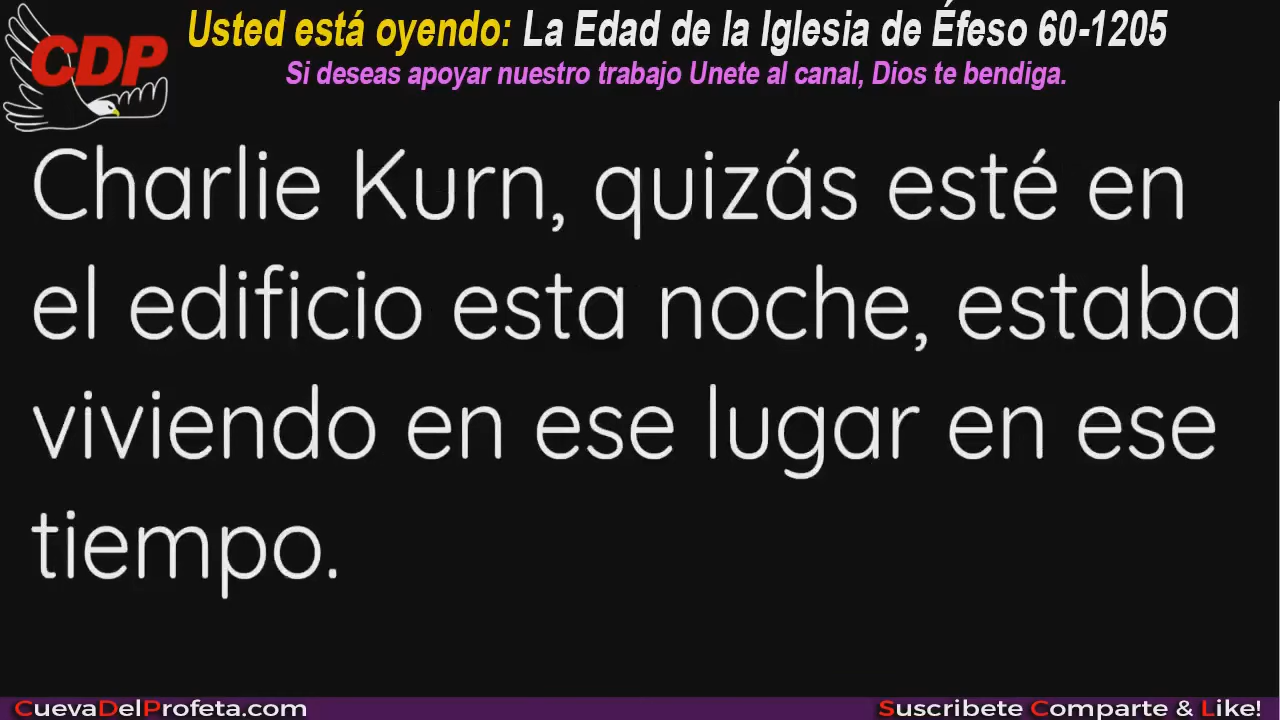 CDP
Usted está oyendo: La Edad de la Iglesia de Éfeso 60-1205
Si deseas apoyar nuestro trabajo Unete al canal, Dios te bendiga.
Charlie Kurn, quizás esté en
el edificio esta noche, estaba
viviendo en ese lugar en ese
tiempo.
CuevaDelProfeta.com
Suscribete Comparte & Like!